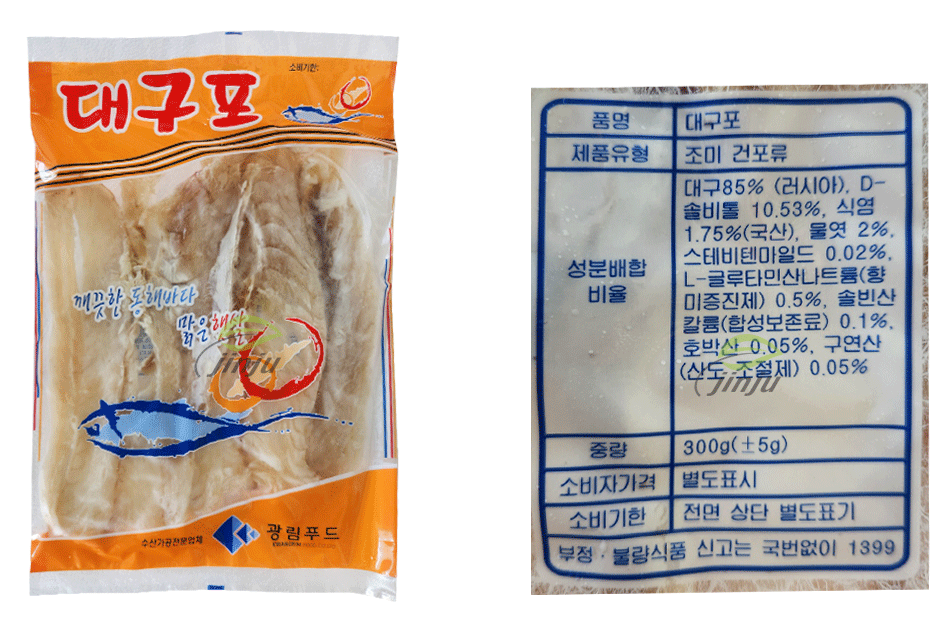 소비기한:
대구포
깨끗한 동해바다
맑은햇살
jinju
수산가공전문업체
광림푸드
품명 대구포
제품유형 조미 건포류
성분배합
비율
대구85% (러시아), D-
솔비톨 10.53%, 식염
1.75%(국산), 물엿 2%,
스테비텐마일드 0.02%,
L-글루타민산나트륨(향
미증진제) 0.5%, 솔빈산
칼륨(합성보존료) 0.1%,
호박산 0.05%, 구연산
(산도 조절제) 0.05%
jinju
중량 300g(±5g)
소비자가격 별도표시
소비기한 전면 상단 별도표기
부정·불량식품 신고는 국번없이 1399